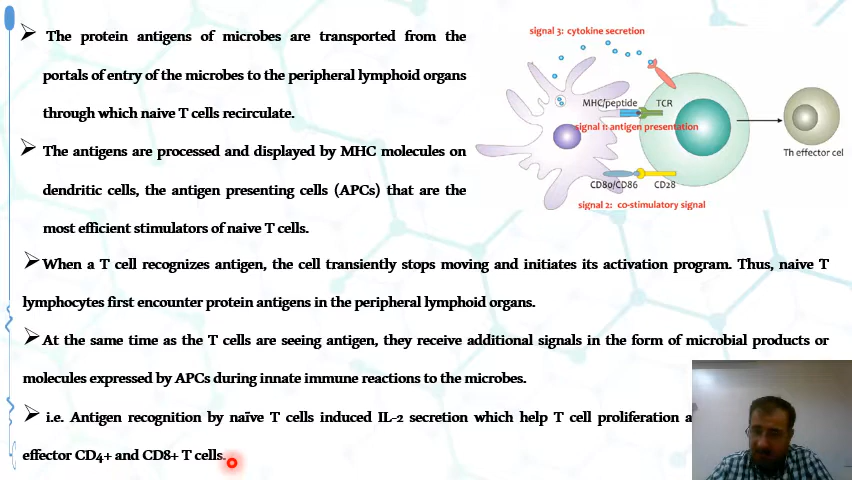 ➢ The protein antigens of microbes are transported from the
portals of entry of the microbes to the peripheral lymphoid organs
through which naive T cells recirculate.
➢ The antigens are processed and displayed by MHC molecules on
dendritic cells, the antigen presenting cells (APCs) that are the
most efficient stimulators of naive T cells.
signal 3: cytokine secretion
MHC/peptide TCR
signal 1: antigen presentation
Th effector cel
CD80/CD86 CD28
signal 2: co-stimulatory signal
➢ When a T cell recognizes antigen, the cell transiently stops moving and initiates its activation program. Thus, naive T
lymphocytes first encounter protein antigens in the peripheral lymphoid organs.
➢ At the same time as the T cells are seeing antigen, they receive additional signals in the form of microbial products or
molecules expressed by APCs during innate immune reactions to the microbes.
➢ i.e. Antigen recognition by naïve T cells induced IL-2 secretion which help T cell proliferation a
effector CD4+ and CD8+ T cells.